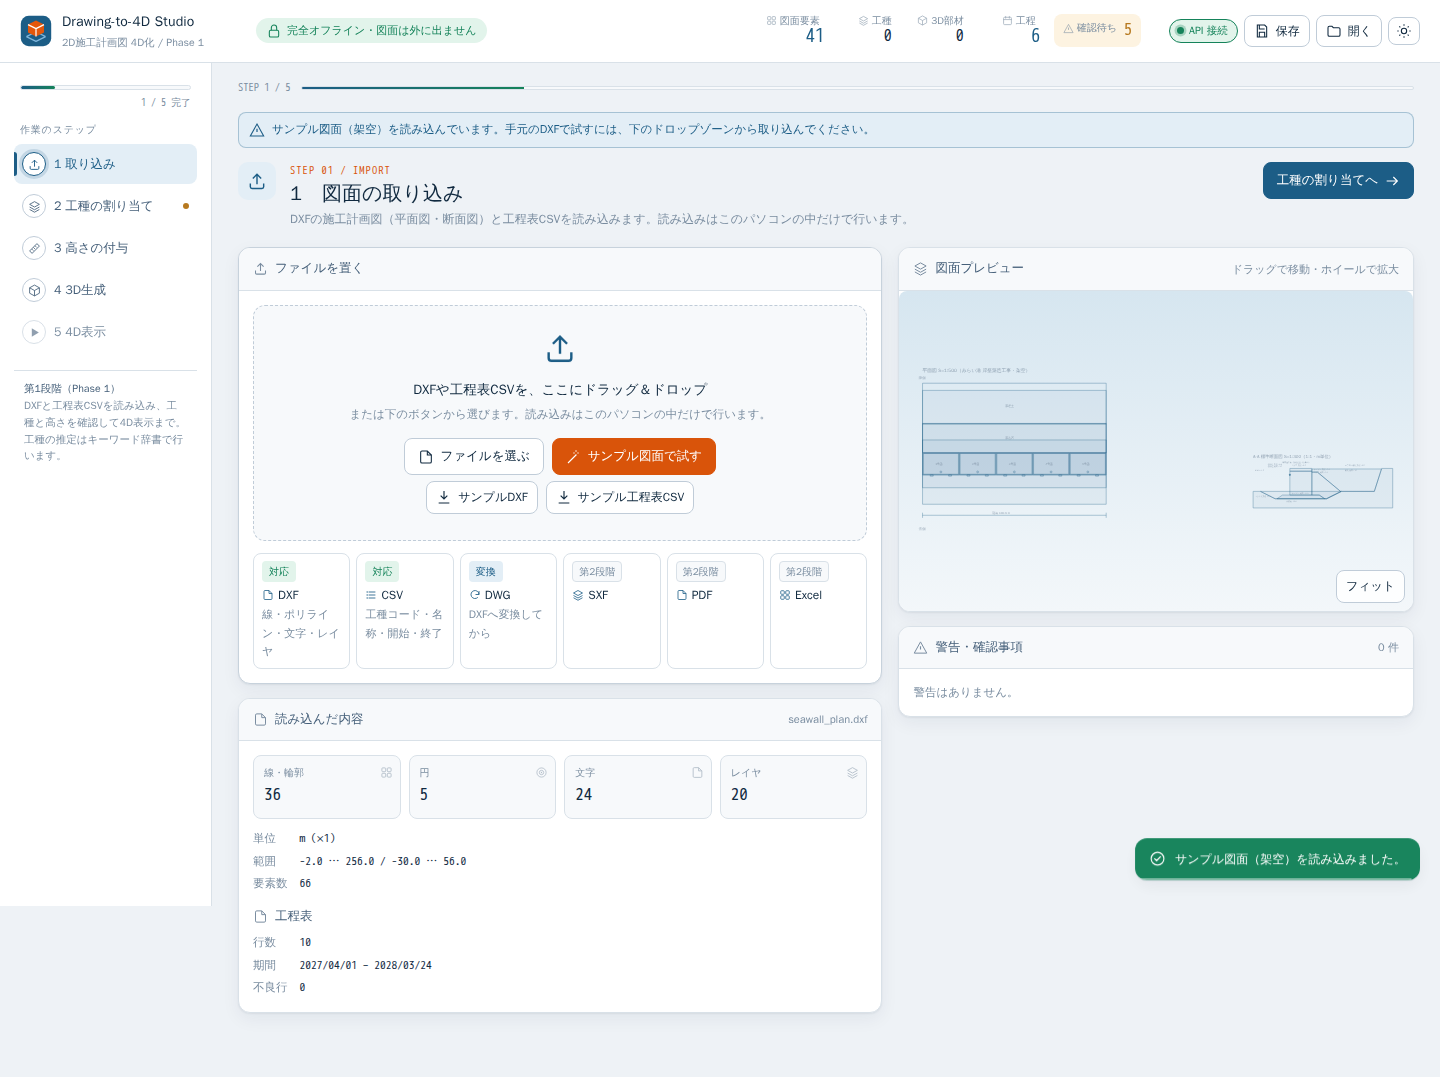 Drawing-to-4D Studio
2D施工計画図 4D化 / Phase 1
完全オフライン・図面は外に出ません
図面要素
41
工種
0
3D部材
0
工程
6
確認待ち 5
API 接続
保存
開く
1 / 5 完了
作業のステップ
1 取り込み
2 工種の割り当て
3 高さの付与
4 3D生成
5 4D表示
第1段階（Phase 1）
DXFと工程表CSVを読み込み、工
種と高さを確認して4D表示まで。
工種の推定はキーワード辞書で行
います。
STEP 1 / 5
サンプル図面（架空）を読み込んでいます。手元のDXFで試すには、下のドロップゾーンから取り込んでください。
STEP 01 / IMPORT
1 図面の取り込み
DXFの施工計画図（平面図・断面図）と工程表CSVを読み込みます。読み込みはこのパソコンの中だけで行います。
工種の割り当てへ
ファイルを置く
DXFや工程表CSVを、ここにドラッグ＆ドロップ
または下のボタンから選びます。読み込みはこのパソコンの中だけで行います。
ファイルを選ぶ
サンプル図面で試す
サンプルDXF
サンプル工程表CSV
対応
DXF
線・ポリライ
ン・文字・レイ
ヤ
対応
CSV
工種コード・名
称・開始・終了
変換
DWG
DXFへ変換して
から
第2段階
SXF
第2段階
PDF
第2段階
Excel
読み込んだ内容
seawall_plan.dxf
線・輪郭
36
円
5
文字
24
レイヤ
20
単位 m (×1)
範囲 -2.0 … 256.0 / -30.0 … 56.0
要素数 66
工程表
行数 10
期間 2027/04/01 – 2028/03/24
不良行 0
図面プレビュー
ドラッグで移動・ホイールで拡大
フィット
警告・確認事項
0 件
警告はありません。
サンプル図面（架空）を読み込みました。